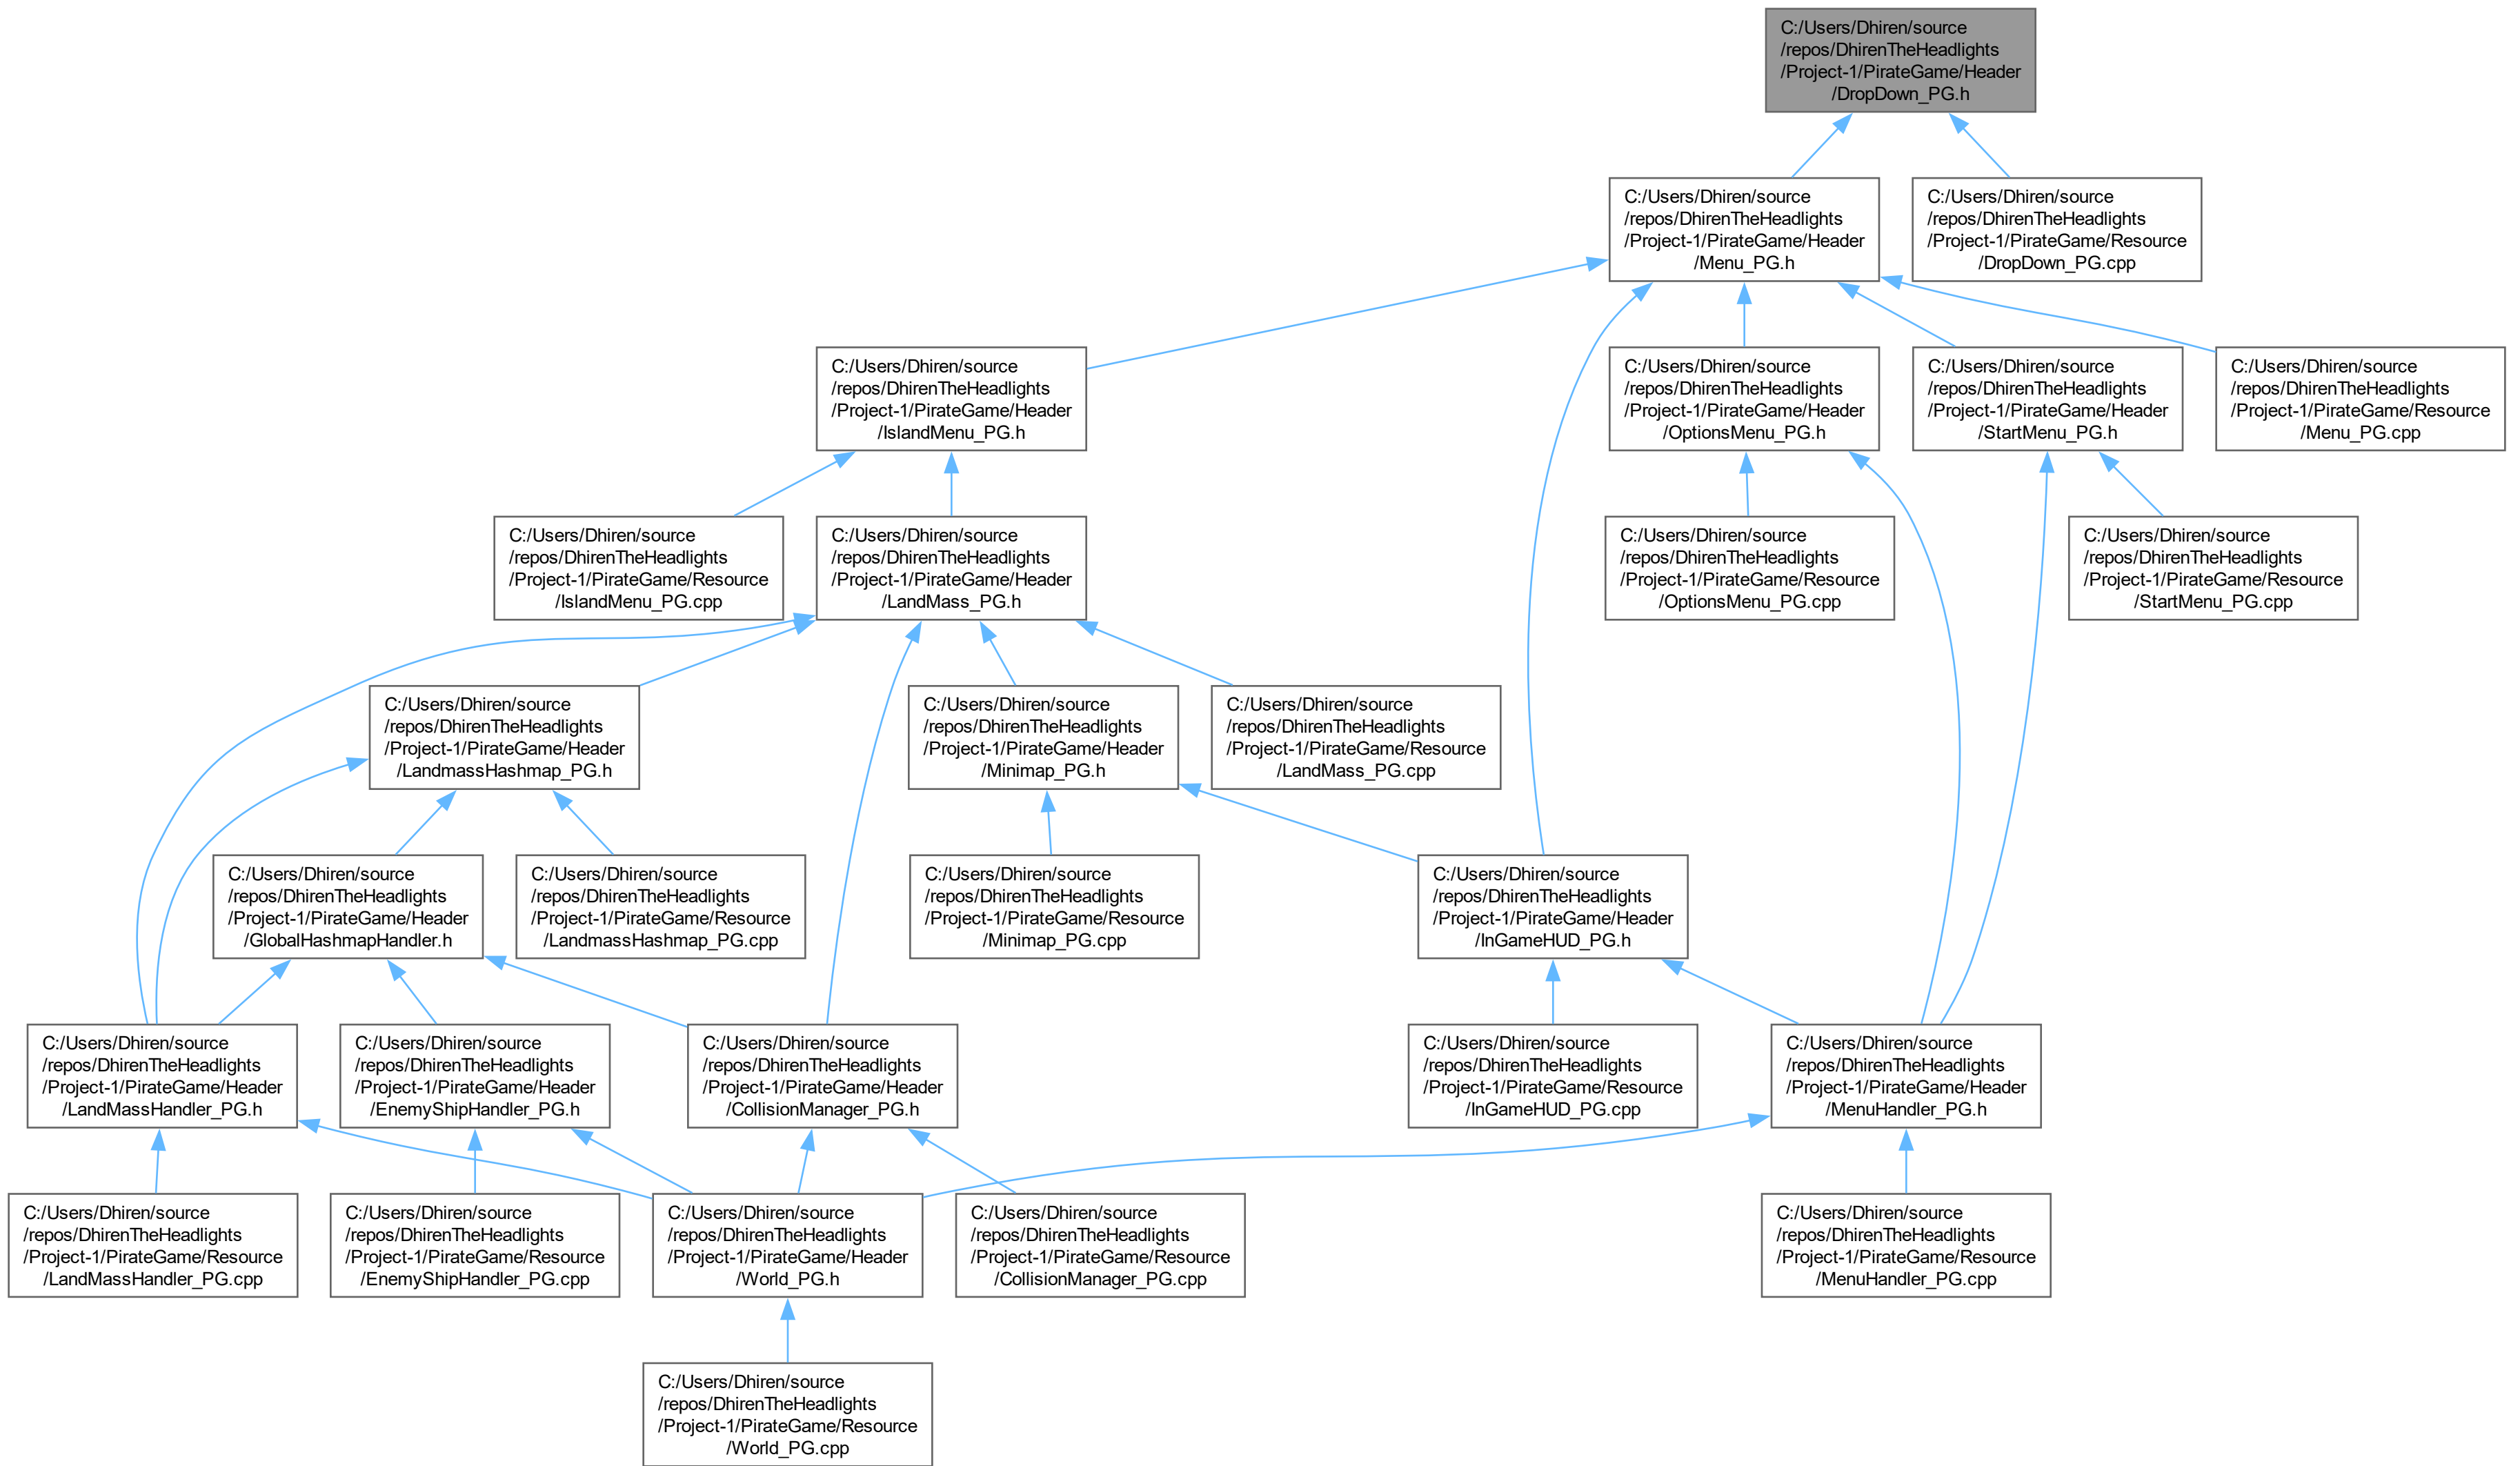 C:/Users/Dhiren/source
/repos/DhirenTheHeadlights
/Project-1/PirateGame/Header
/DropDown_PG.h
C:/Users/Dhiren/source
/repos/DhirenTheHeadlights
/Project-1/PirateGame/Header
/Menu_PG.h
C:/Users/Dhiren/source
/repos/DhirenTheHeadlights
/Project-1/PirateGame/Resource
/DropDown_PG.cpp
C:/Users/Dhiren/source
/repos/DhirenTheHeadlights
/Project-1/PirateGame/Header
/IslandMenu_PG.h
C:/Users/Dhiren/source
/repos/DhirenTheHeadlights
/Project-1/PirateGame/Header
/OptionsMenu_PG.h
C:/Users/Dhiren/source
/repos/DhirenTheHeadlights
/Project-1/PirateGame/Header
/StartMenu_PG.h
C:/Users/Dhiren/source
/repos/DhirenTheHeadlights
/Project-1/PirateGame/Resource
/Menu_PG.cpp
C:/Users/Dhiren/source
/repos/DhirenTheHeadlights
/Project-1/PirateGame/Resource
/IslandMenu_PG.cpp
C:/Users/Dhiren/source
/repos/DhirenTheHeadlights
/Project-1/PirateGame/Header
/LandMass_PG.h
C:/Users/Dhiren/source
/repos/DhirenTheHeadlights
/Project-1/PirateGame/Resource
/OptionsMenu_PG.cpp
C:/Users/Dhiren/source
/repos/DhirenTheHeadlights
/Project-1/PirateGame/Resource
/StartMenu_PG.cpp
C:/Users/Dhiren/source
/repos/DhirenTheHeadlights
/Project-1/PirateGame/Header
/LandmassHashmap_PG.h
C:/Users/Dhiren/source
/repos/DhirenTheHeadlights
/Project-1/PirateGame/Header
/Minimap_PG.h
C:/Users/Dhiren/source
/repos/DhirenTheHeadlights
/Project-1/PirateGame/Resource
/LandMass_PG.cpp
C:/Users/Dhiren/source
/repos/DhirenTheHeadlights
/Project-1/PirateGame/Header
/GlobalHashmapHandler.h
C:/Users/Dhiren/source
/repos/DhirenTheHeadlights
/Project-1/PirateGame/Resource
/LandmassHashmap_PG.cpp
C:/Users/Dhiren/source
/repos/DhirenTheHeadlights
/Project-1/PirateGame/Resource
/Minimap_PG.cpp
C:/Users/Dhiren/source
/repos/DhirenTheHeadlights
/Project-1/PirateGame/Header
/InGameHUD_PG.h
C:/Users/Dhiren/source
/repos/DhirenTheHeadlights
/Project-1/PirateGame/Header
/LandMassHandler_PG.h
C:/Users/Dhiren/source
/repos/DhirenTheHeadlights
/Project-1/PirateGame/Header
/EnemyShipHandler_PG.h
C:/Users/Dhiren/source
/repos/DhirenTheHeadlights
/Project-1/PirateGame/Header
/CollisionManager_PG.h
C:/Users/Dhiren/source
/repos/DhirenTheHeadlights
/Project-1/PirateGame/Resource
/InGameHUD_PG.cpp
C:/Users/Dhiren/source
/repos/DhirenTheHeadlights
/Project-1/PirateGame/Header
/MenuHandler_PG.h
C:/Users/Dhiren/source
/repos/DhirenTheHeadlights
/Project-1/PirateGame/Resource
/LandMassHandler_PG.cpp
C:/Users/Dhiren/source
/repos/DhirenTheHeadlights
/Project-1/PirateGame/Resource
/EnemyShipHandler_PG.cpp
C:/Users/Dhiren/source
/repos/DhirenTheHeadlights
/Project-1/PirateGame/Header
/World_PG.h
C:/Users/Dhiren/source
/repos/DhirenTheHeadlights
/Project-1/PirateGame/Resource
/CollisionManager_PG.cpp
C:/Users/Dhiren/source
/repos/DhirenTheHeadlights
/Project-1/PirateGame/Resource
/MenuHandler_PG.cpp
C:/Users/Dhiren/source
/repos/DhirenTheHeadlights
/Project-1/PirateGame/Resource
/World_PG.cpp